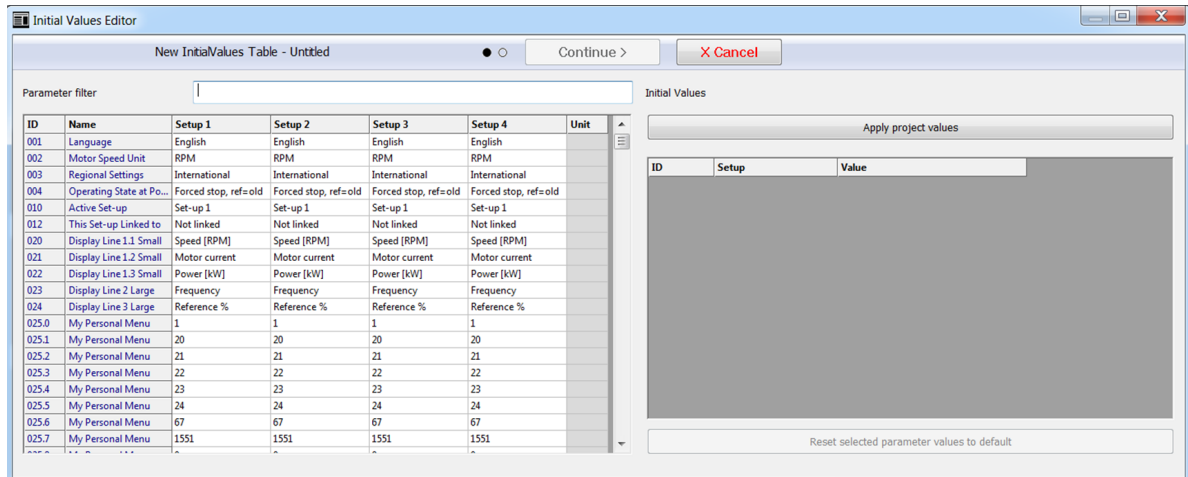 Initial Values Editor
New InitialValues Table - Untitled
Continue >
X Cancel
Parameter filter
Initial Values
Apply project values
ID Name Setup 1 Setup 2 Setup 3 Setup 4 Unit
001 Language English English English English
002 Motor Speed Unit RPM RPM RPM RPM
003 Regional Settings International International International International
004 Operating State at Po... Forced stop, ref=old Forced stop, ref=old Forced stop, ref=old Forced stop, ref=old
010 Active Set-up Set-up 1 Set-up 1 Set-up 1 Set-up 1
012 This Set-up Linked to Not linked Not linked Not linked Not linked
020 Display Line 1.1 Small Speed [RPM] Speed [RPM] Speed [RPM] Speed [RPM]
021 Display Line 1.2 Small Motor current Motor current Motor current Motor current
022 Display Line 1.3 Small Power [kW] Power [kW] Power [kW] Power [kW]
023 Display Line 2 Large Frequency Frequency Frequency Frequency
024 Display Line 3 Large Reference % Reference % Reference % Reference %
025.0 My Personal Menu 1 1 1 1
025.1 My Personal Menu 20 20 20 20
025.2 My Personal Menu 21 21 21 21
025.3 My Personal Menu 22 22 22 22
025.4 My Personal Menu 23 23 23 23
025.5 My Personal Menu 24 24 24 24
025.6 My Personal Menu 67 67 67 67
025.7 My Personal Menu 1551 1551 1551 1551
ID Setup Value
Reset selected parameter values to default